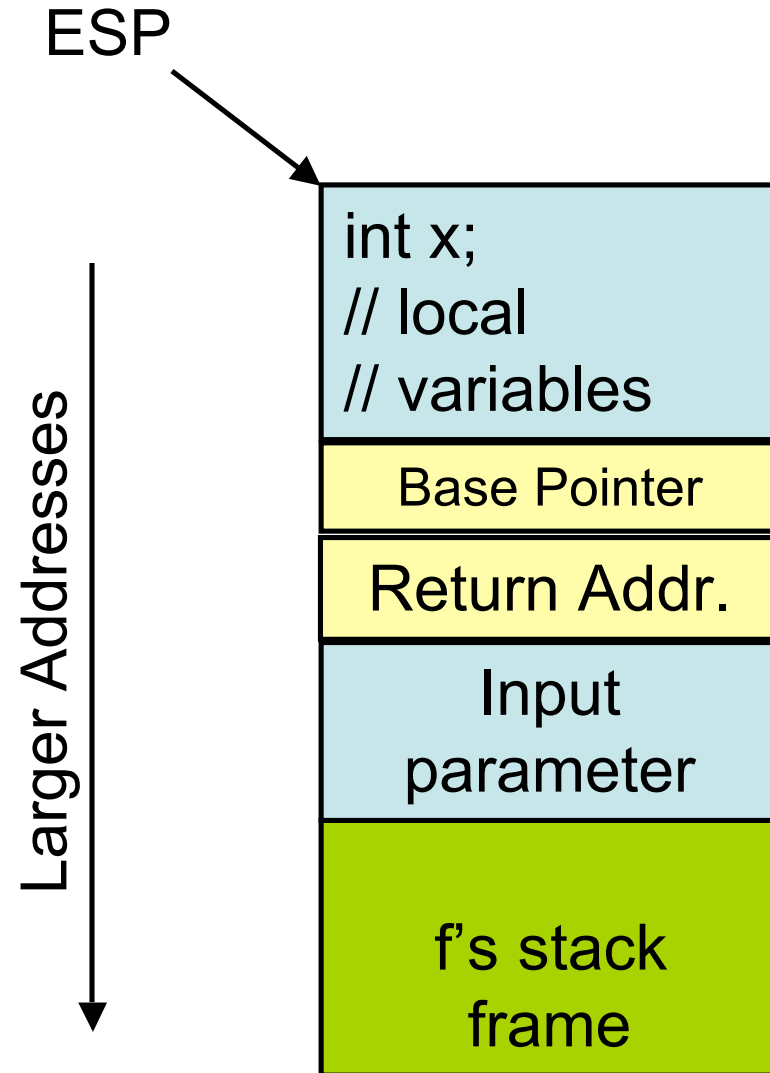 ESP
int x;
// local
// variables
Base Pointer
Return Addr.
Input
parameter
f’s stack
frame
Larger Addresses